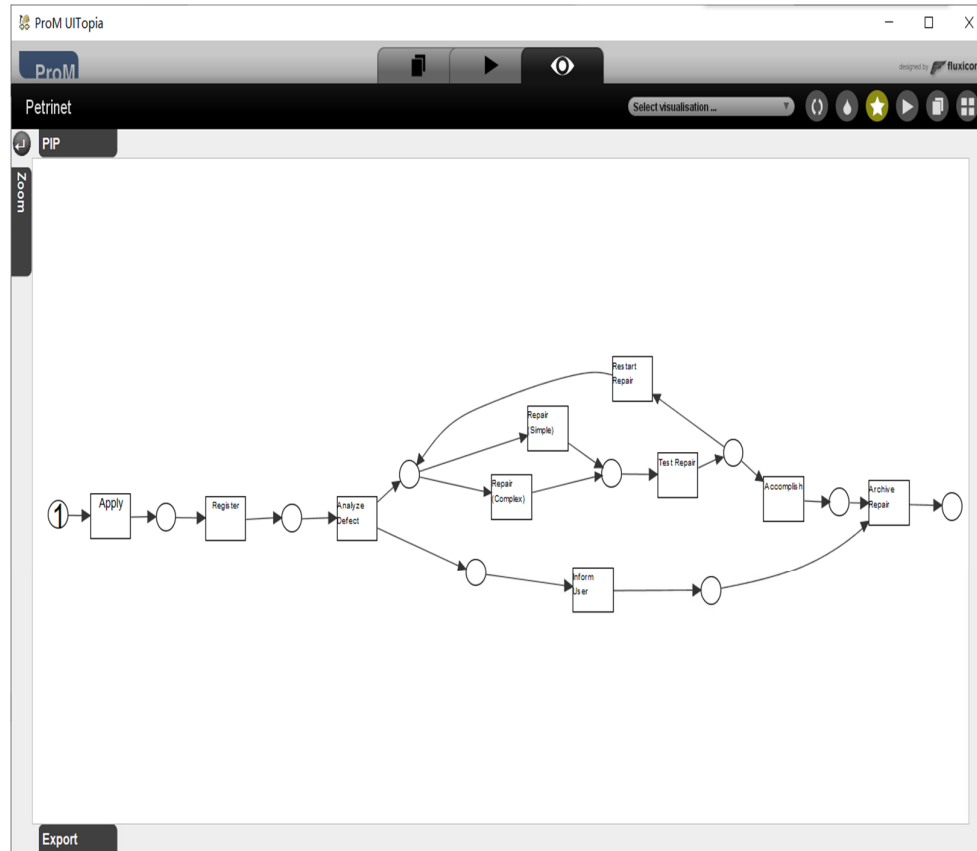 ProM UITopia
ProM
designed by fluxicon
Petrinet
Select visualisation ...
PIP
Zoom
Restart
Repair
Repair
(Simple)
Test Repair
Repair
(Complex)
Accomplish
Archive
Repair
1
Apply
Register
Analyze
Defect
Inform
User
Export